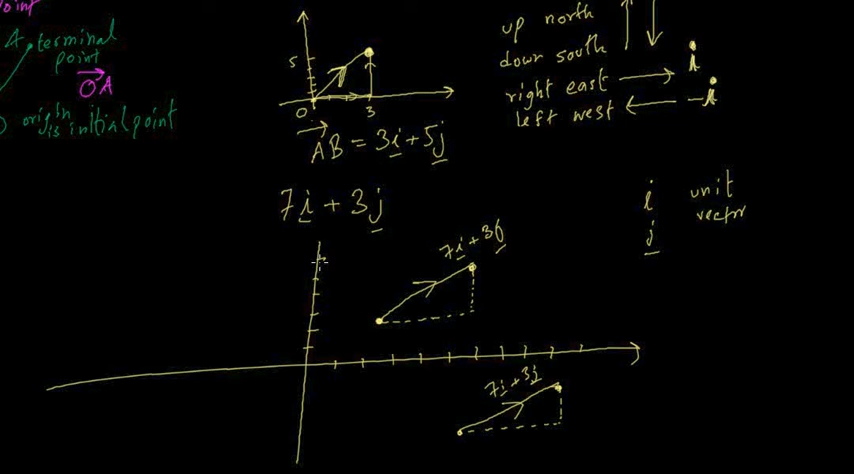 point
A terminal
point
→
OA
O origin
is initial point
5
O 3
→
AB = 3i + 5j
7i + 3j
up north
down south
right east → i
left west ← -i
i unit
vector
j
7i + 3j
7i + 3j